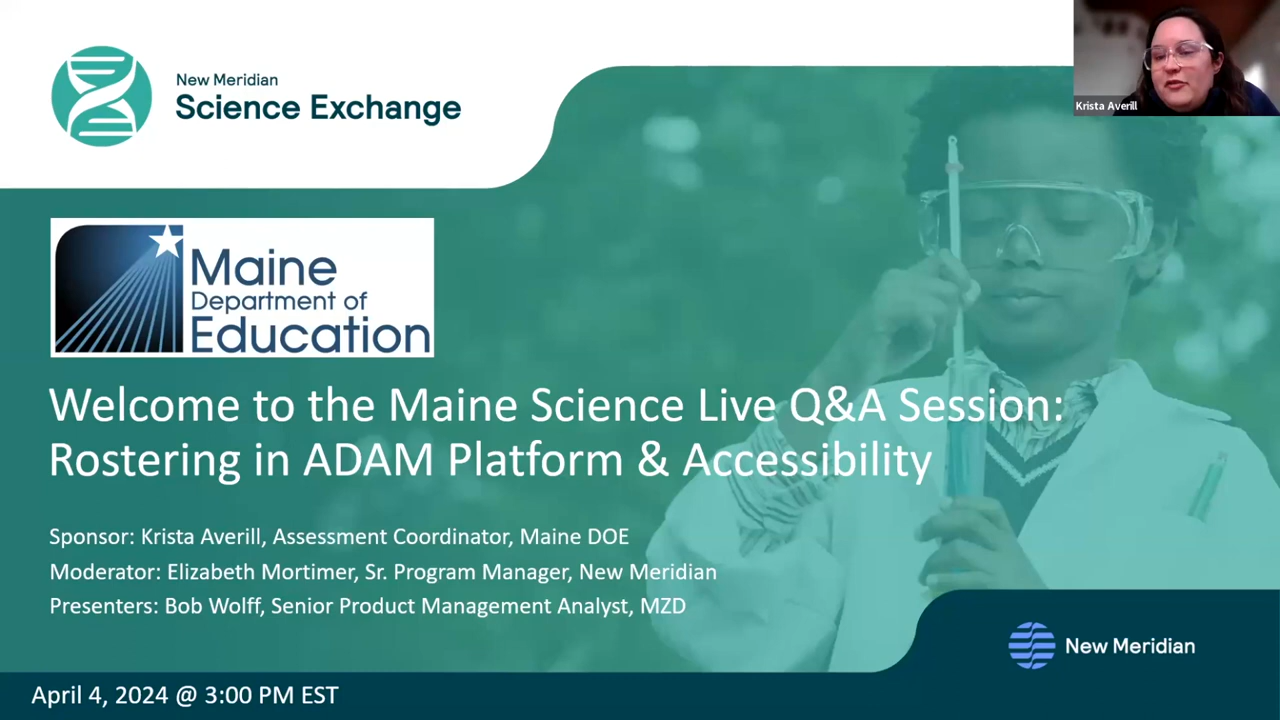 New Meridian
Science Exchange
Krista Averill
Maine
Department of
Education
Welcome to the Maine Science Live Q&A Session:
Rostering in ADAM Platform & Accessibility
Sponsor: Krista Averill, Assessment Coordinator, Maine DOE
Moderator: Elizabeth Mortimer, Sr. Program Manager, New Meridian
Presenters: Bob Wolff, Senior Product Management Analyst, MZD
New Meridian
April 4, 2024 @ 3:00 PM EST